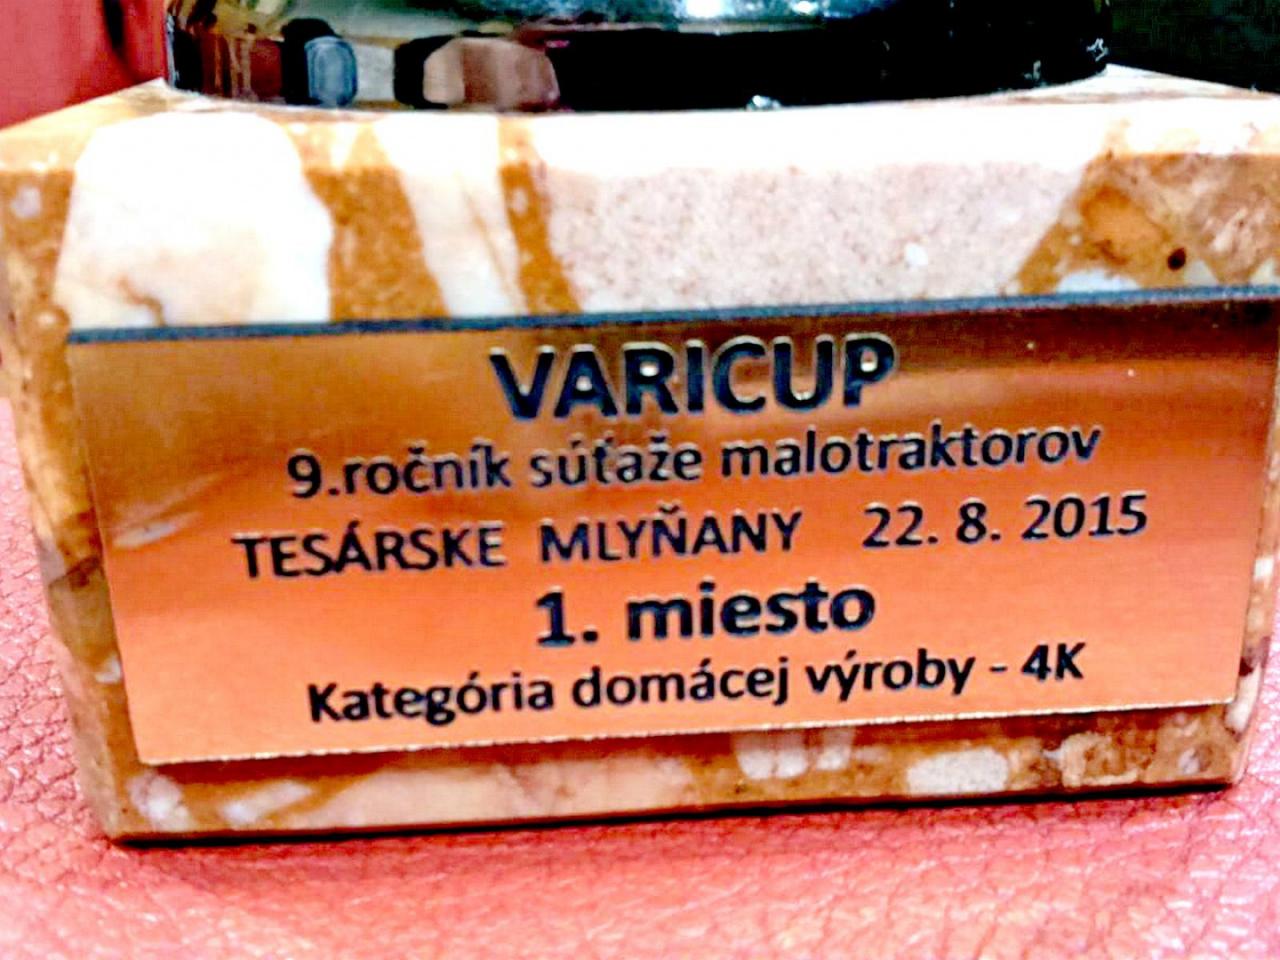 VARICUP
9.ročník súťaže malotraktorov
TESÁRSKE MLYŇANY 22. 8. 2015
1. miesto
Kategória domácej výroby - 4K